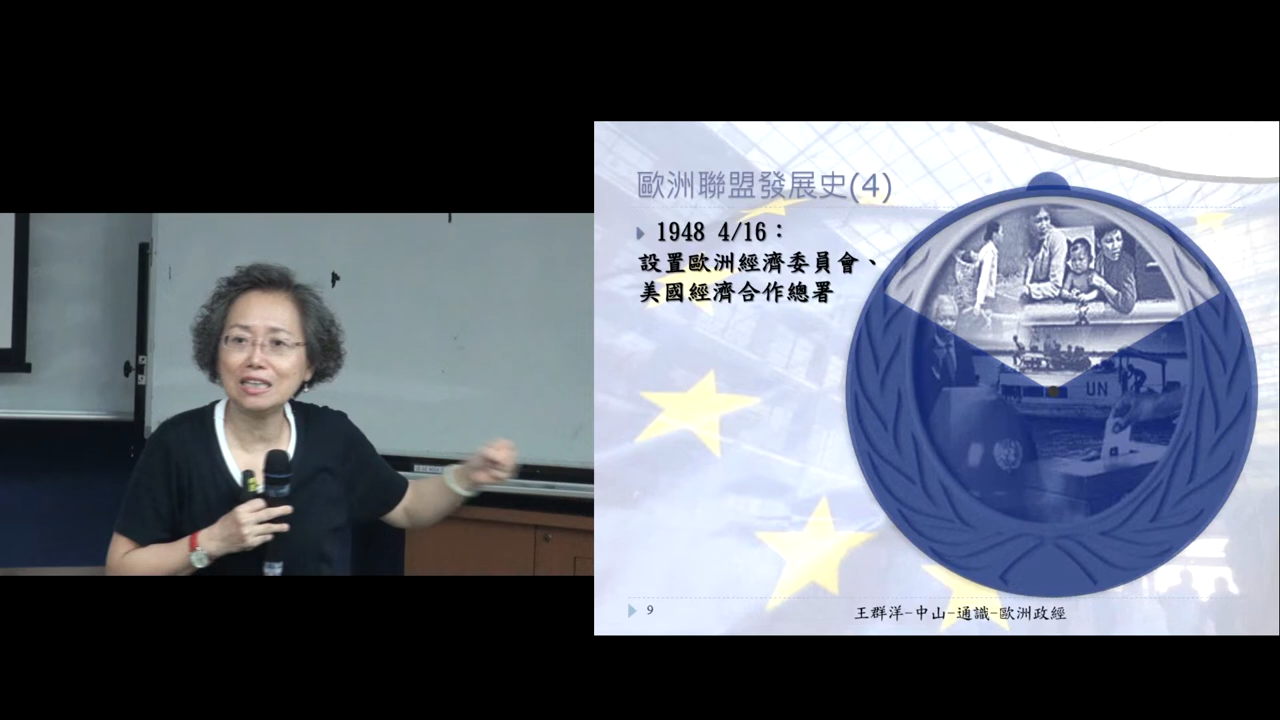 歐洲聯盟發展史(4)
1948 4/16：
設置歐洲經濟委員會、
美國經濟合作總署
UN
9
王群洋-中山-通識-歐洲政經